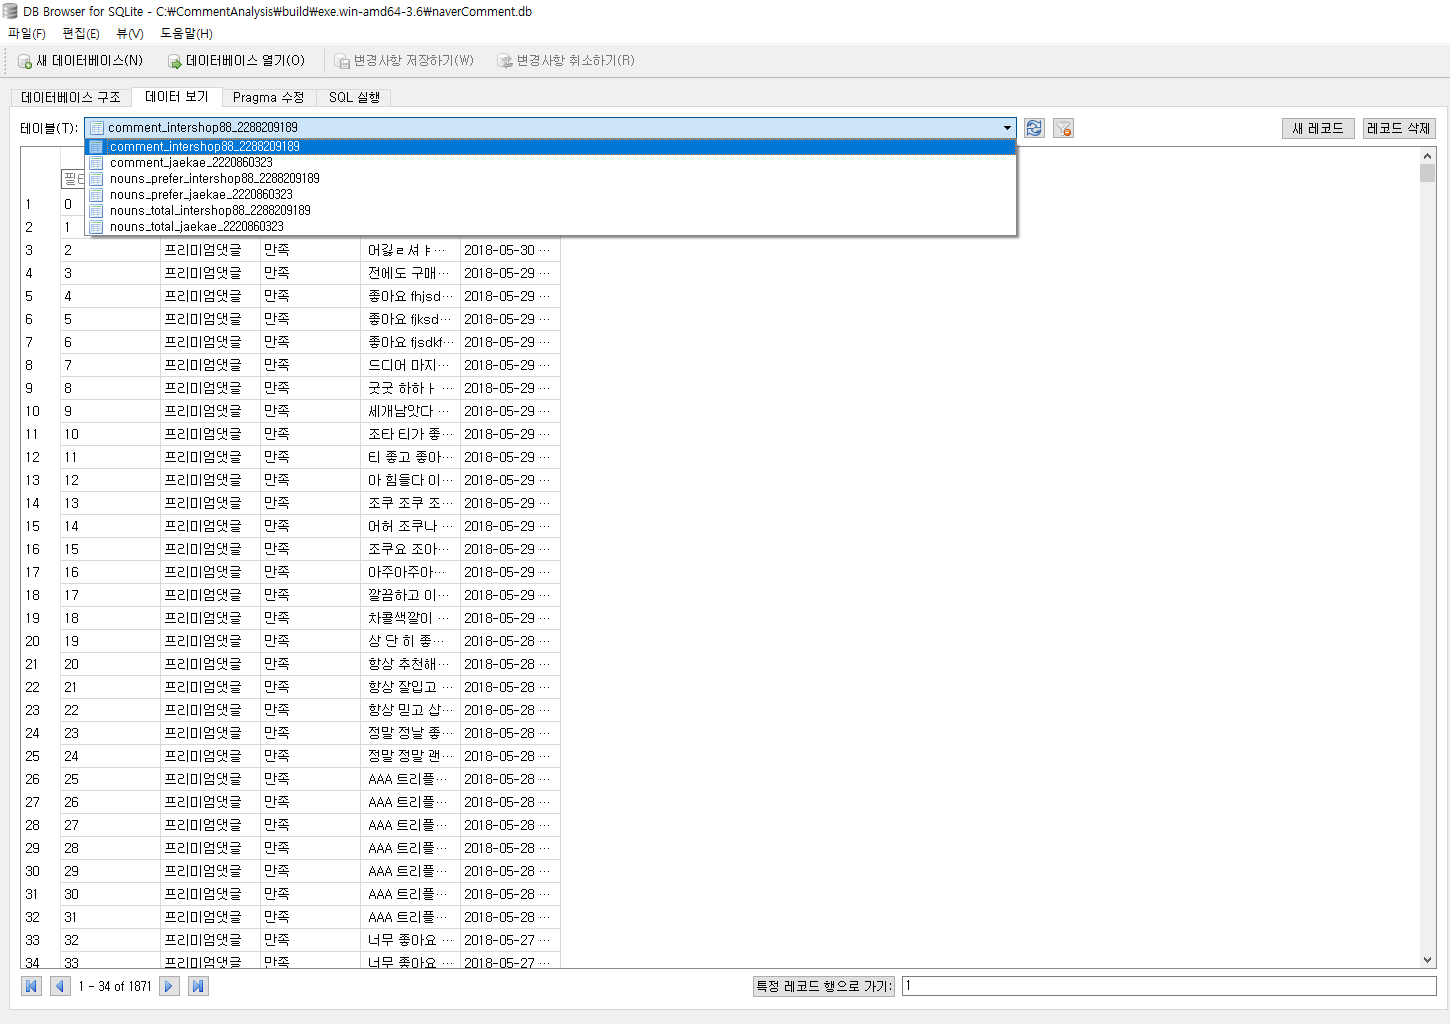 DB Browser for SQLite - C:₩CommentAnalysis₩build₩exe.win-amd64-3.6₩naverComment.db
파일(F) 편집(E) 뷰(V) 도움말(H)
새 데이터베이스(N) 데이터베이스 열기(O) 변경사항 저장하기(W) 변경사항 취소하기(R)
데이터베이스 구조 데이터 보기 Pragma 수정 SQL 실행
테이블(T): comment_intershop88_2288209189 새 레코드 레코드 삭제
comment_intershop88_2288209189
comment_jaekae_2220860323
nouns_prefer_intershop88_2288209189
nouns_prefer_jaekae_2220860323
nouns_total_intershop88_2288209189
nouns_total_jaekae_2220860323
1 0
2 1
3 2 프리미엄댓글 만족 2018-05-30 ...
4 3 프리미엄댓글 만족 전에도 구매... 2018-05-29 ...
5 4 프리미엄댓글 만족 좋아요 fhjsd... 2018-05-29 ...
6 5 프리미엄댓글 만족 좋아요 fjksd... 2018-05-29 ...
7 6 프리미엄댓글 만족 좋아요 fjsdkf... 2018-05-29 ...
8 7 프리미엄댓글 만족 드디어 마지... 2018-05-29 ...
9 8 프리미엄댓글 만족 굿굿 하하ㅏ ... 2018-05-29 ...
10 9 프리미엄댓글 만족 세개남앗다 ... 2018-05-29 ...
11 10 프리미엄댓글 만족 조타 티가 좋... 2018-05-29 ...
12 11 프리미엄댓글 만족 티 좋고 좋아... 2018-05-29 ...
13 12 프리미엄댓글 만족 아 힘들다 이... 2018-05-29 ...
14 13 프리미엄댓글 만족 조쿠 조쿠 조... 2018-05-29 ...
15 14 프리미엄댓글 만족 어허 조쿠나 ... 2018-05-29 ...
16 15 프리미엄댓글 만족 조쿠요 조아... 2018-05-29 ...
17 16 프리미엄댓글 만족 아주아주아... 2018-05-29 ...
18 17 프리미엄댓글 만족 깔끔하고 이... 2018-05-29 ...
19 18 프리미엄댓글 만족 차콜색깔이 ... 2018-05-29 ...
20 19 프리미엄댓글 만족 상 단 히 좋... 2018-05-28 ...
21 20 프리미엄댓글 만족 항상 추천해... 2018-05-28 ...
22 21 프리미엄댓글 만족 항상 잘입고 ... 2018-05-28 ...
23 22 프리미엄댓글 만족 항상 믿고 삽... 2018-05-28 ...
24 23 프리미엄댓글 만족 정말 정날 좋... 2018-05-28 ...
25 24 프리미엄댓글 만족 정말 정말 괜... 2018-05-28 ...
26 25 프리미엄댓글 만족 AAA 트리플... 2018-05-28 ...
27 26 프리미엄댓글 만족 AAA 트리플... 2018-05-28 ...
28 27 프리미엄댓글 만족 AAA 트리플... 2018-05-28 ...
29 28 프리미엄댓글 만족 AAA 트리플... 2018-05-28 ...
30 29 프리미엄댓글 만족 AAA 트리플... 2018-05-28 ...
31 30 프리미엄댓글 만족 AAA 트리플... 2018-05-28 ...
32 31 프리미엄댓글 만족 AAA 트리플... 2018-05-28 ...
33 32 프리미엄댓글 만족 너무 좋아요 ... 2018-05-27 ...
34 33 프리미엄댓글 만족 너무 좋아요 ... 2018-05-27 ...
1 - 34 of 1871 특정 레코드 행으로 가기: 1